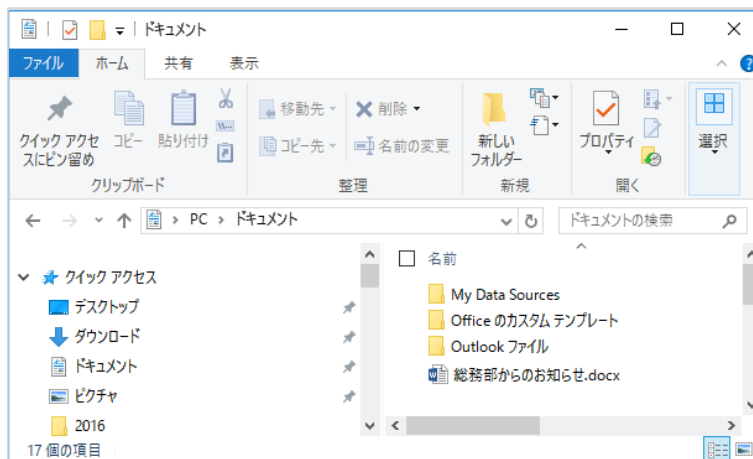 ドキュメント
ファイル ホーム 共有 表示
クイック アクセスにピン留め コピー 貼り付け 移動先 削除 コピー先 名前の変更 新しいフォルダー プロパティ 選択
クリップボード 整理 新規 開く
PC ドキュメント ドキュメントの検索
クイック アクセス
デスクトップ
ダウンロード
ドキュメント
ピクチャ
2016
名前
My Data Sources
Office のカスタム テンプレート
Outlook ファイル
総務部からのお知らせ.docx
17 個の項目